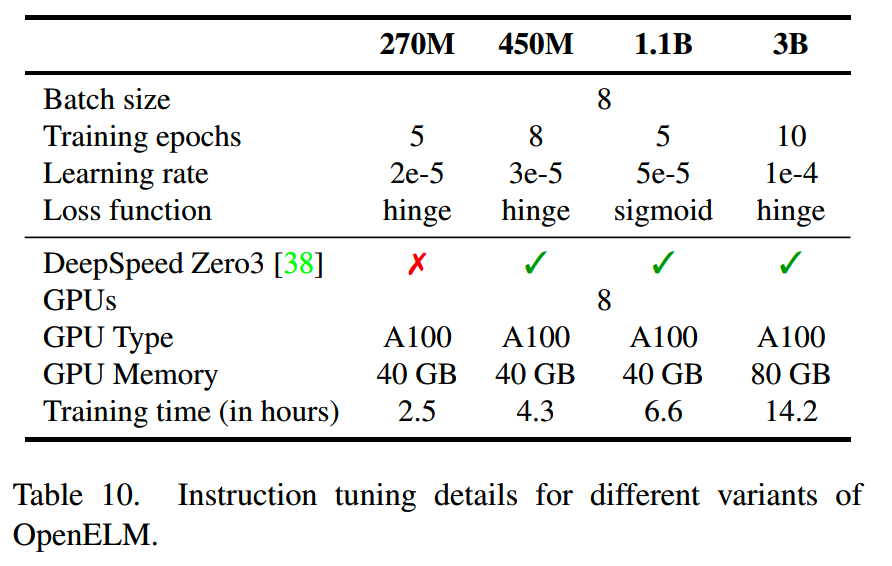 270M 450M 1.1B 3B
Batch size 8
Training epochs 5 8 5 10
Learning rate 2e-5 3e-5 5e-5 1e-4
Loss function hinge hinge sigmoid hinge
DeepSpeed Zero3 [38] ✗ ✓ ✓ ✓
GPUs 8
GPU Type A100 A100 A100 A100
GPU Memory 40 GB 40 GB 40 GB 80 GB
Training time (in hours) 2.5 4.3 6.6 14.2
Table 10. Instruction tuning details for different variants of
OpenELM.